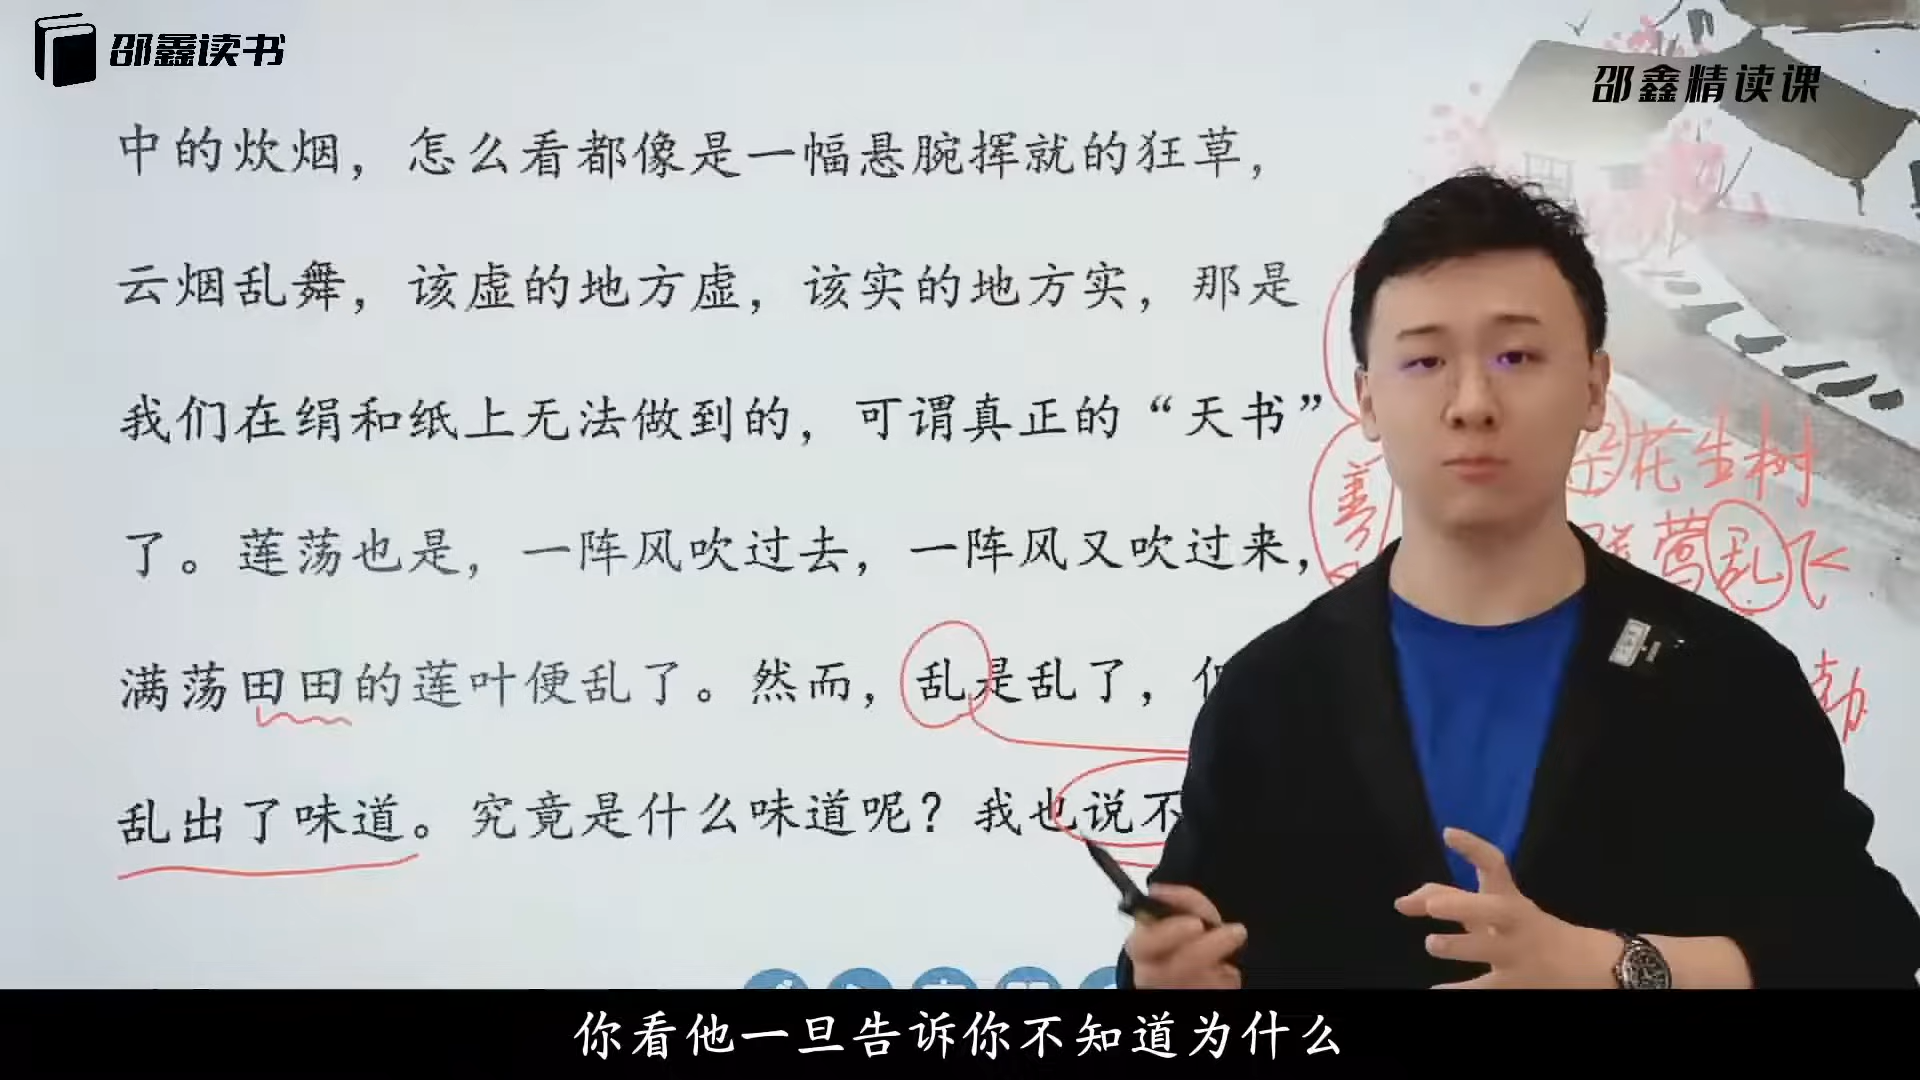 邵鑫读书
邵鑫精读课
中的炊烟，怎么看都像是一幅悬腕挥就的狂草，
云烟乱舞，该虚的地方虚，该实的地方实，那是
我们在绢和纸上无法做到的，可谓真正的“天书”
了。莲荡也是，一阵风吹过去，一阵风又吹过来，
满荡田田的莲叶便乱了。然而，乱是乱了，
乱出了味道。究竟是什么味道呢？我也说不
善
杂花生树
莺乱飞
勃
你看他一旦告诉你不知道为什么